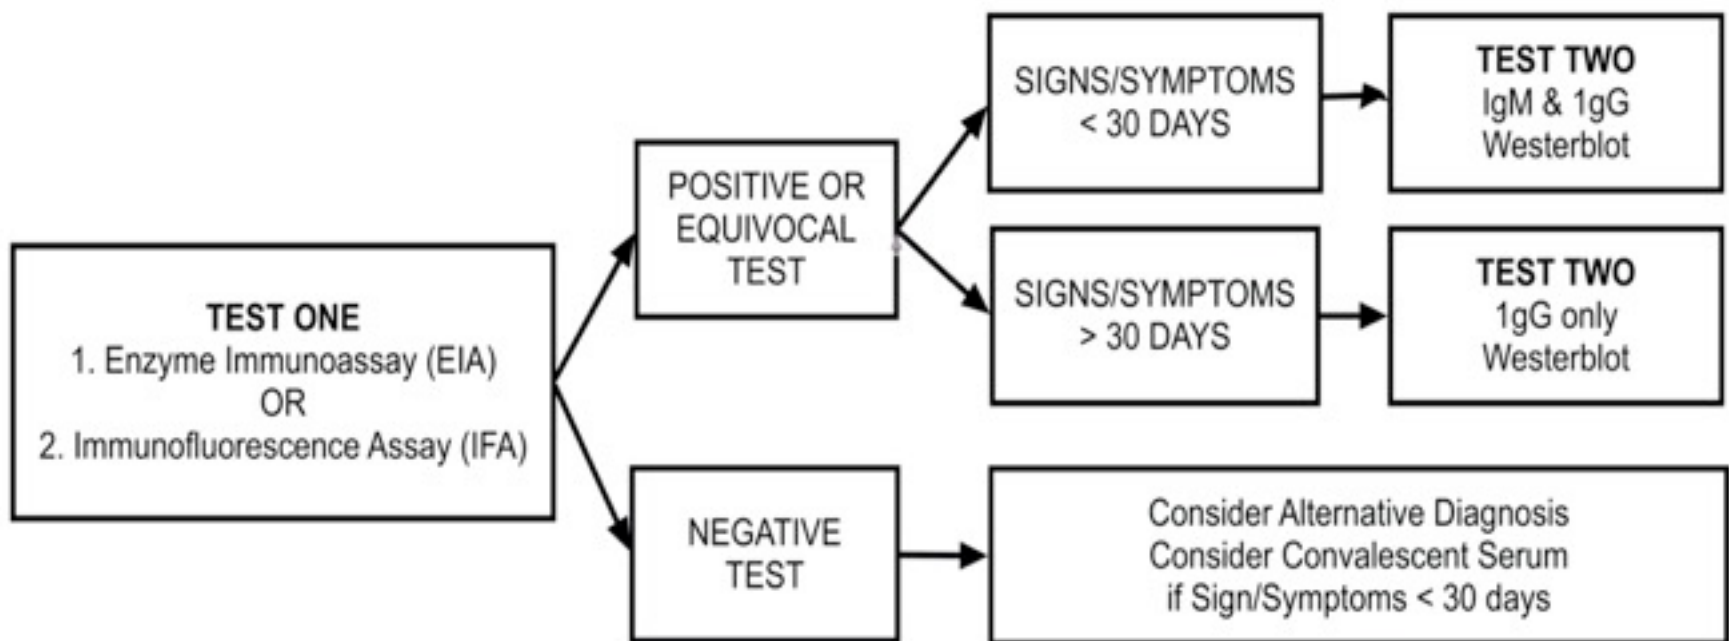 TEST ONE
1. Enzyme Immunoassay (EIA)
OR
2. Immunofluorescence Assay (IFA)
POSITIVE OR
EQUIVOCAL
TEST
SIGNS/SYMPTOMS
< 30 DAYS
TEST TWO
IgM & 1gG
Westerblot
SIGNS/SYMPTOMS
> 30 DAYS
TEST TWO
1gG only
Westerblot
NEGATIVE
TEST
Consider Alternative Diagnosis
Consider Convalescent Serum
if Sign/Symptoms < 30 days